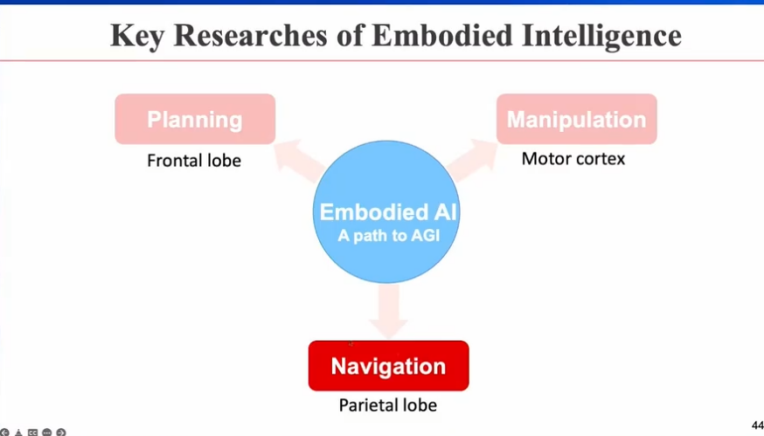 Key Researches of Embodied Intelligence
Planning
Manipulation
Frontal lobe
Motor cortex
Embodied AI
A path to AGI
Navigation
Parietal lobe
44